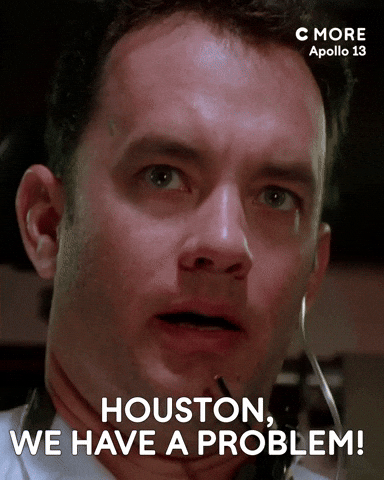 C MORE
Apollo 13
HOUSTON,
WE HAVE A PROBLEM!